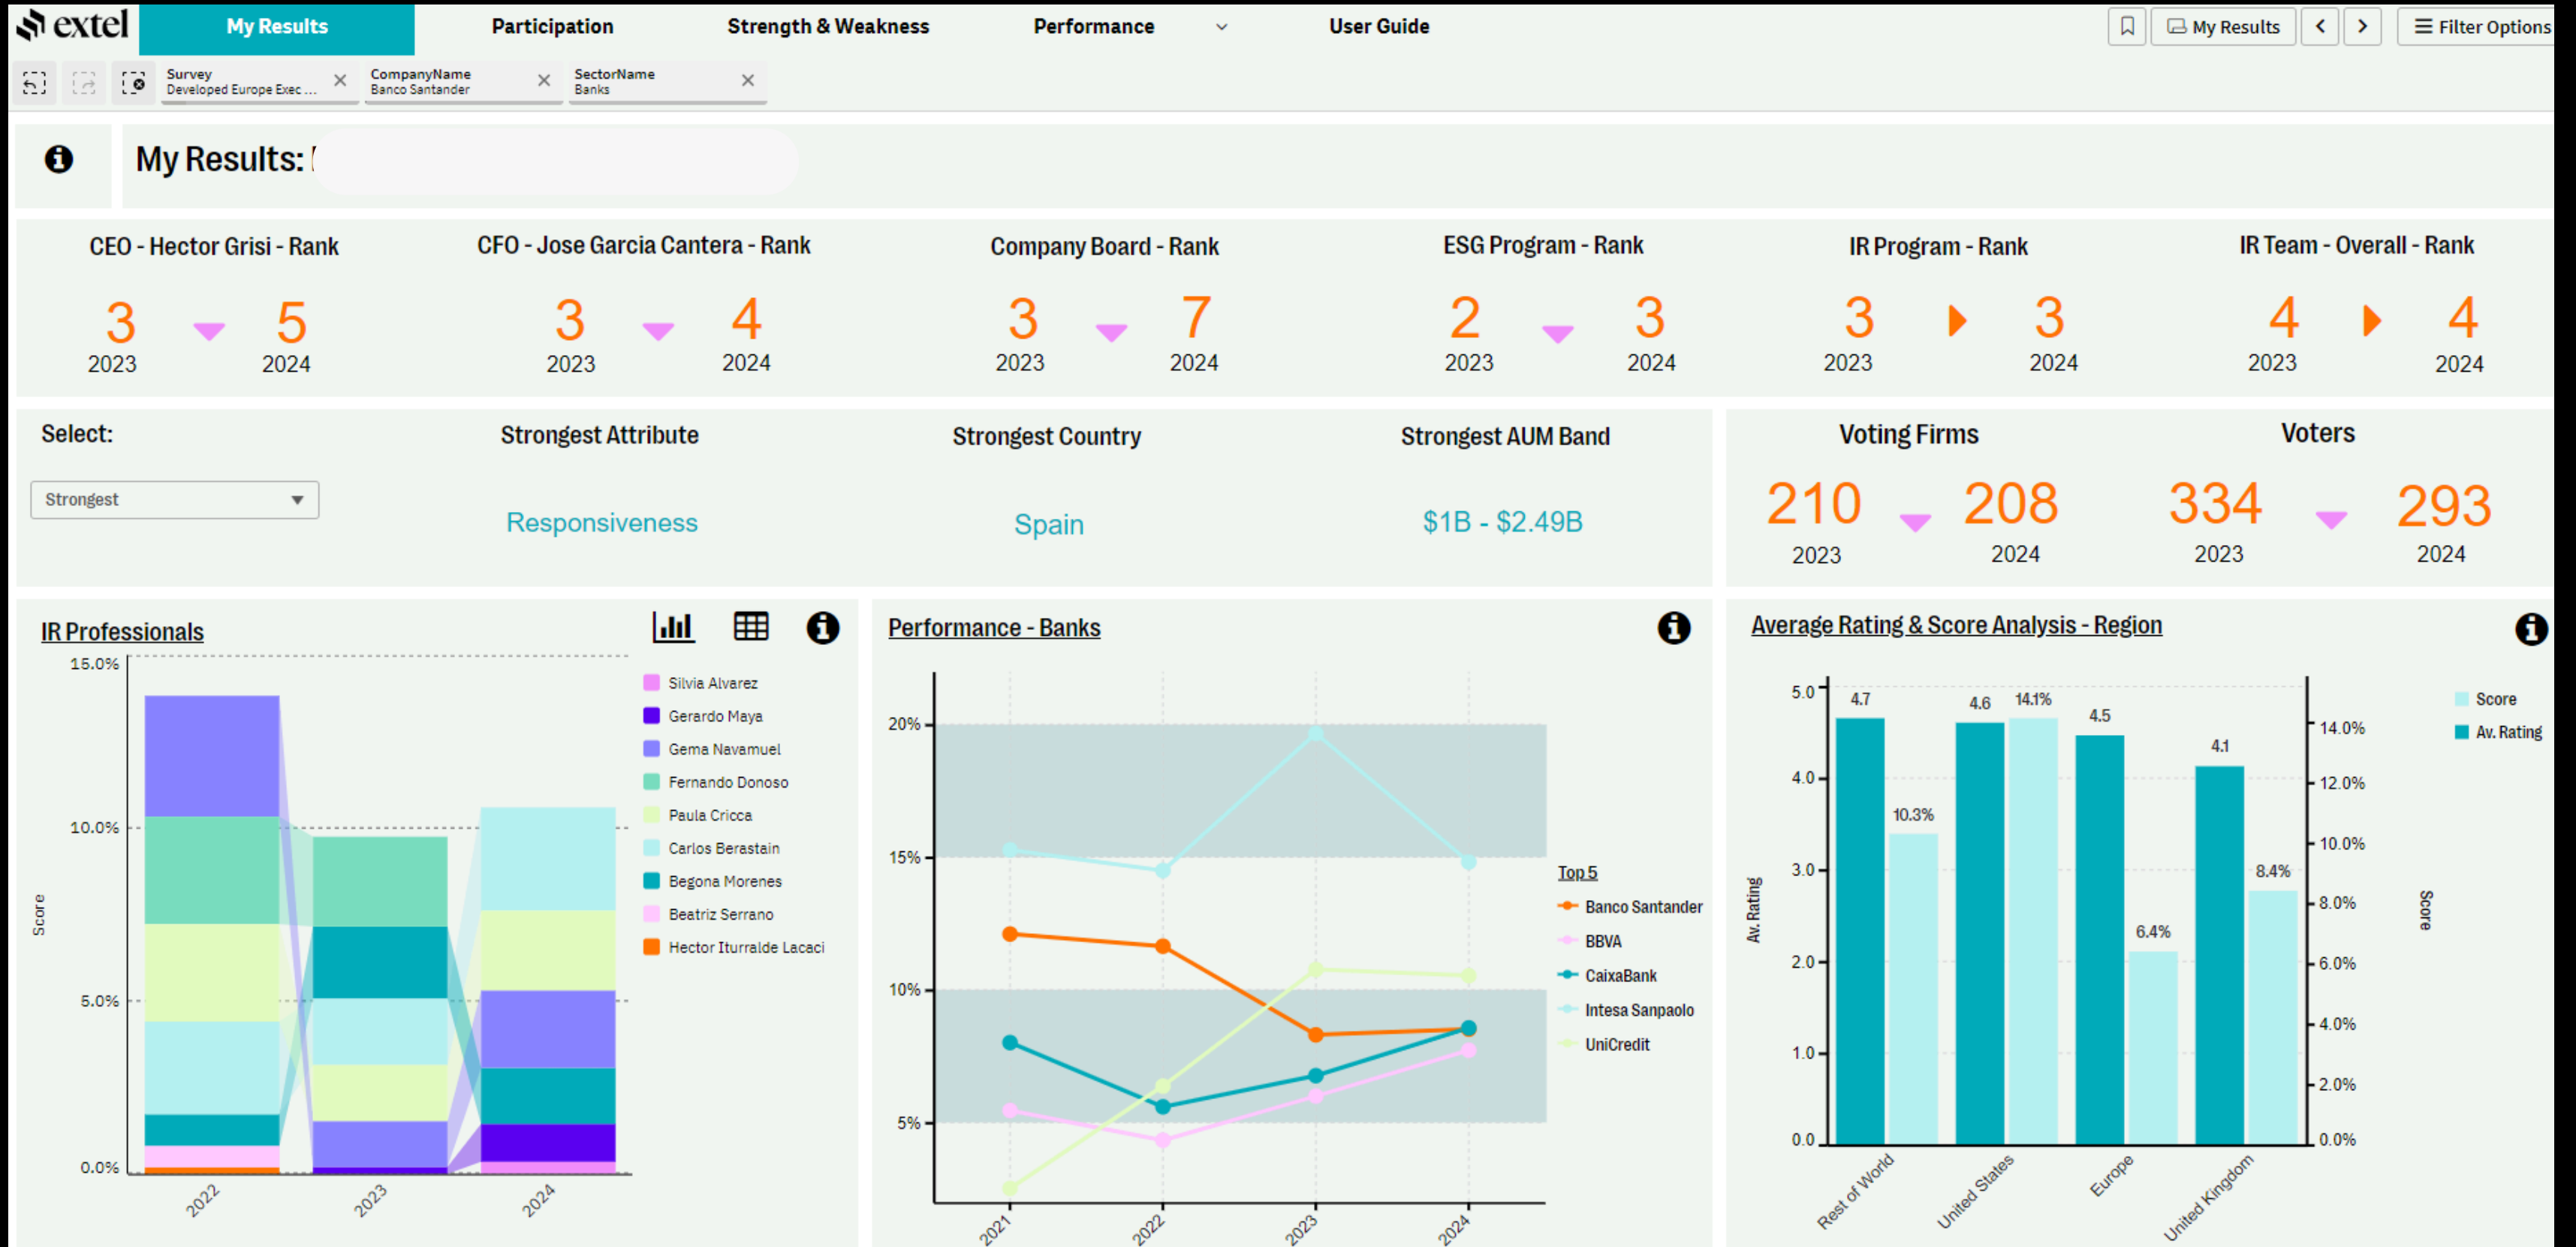 extel
My Results
Participation
Strength & Weakness
Performance
User Guide
My Results
Filter Options
Survey
Developed Europe Exec ...
CompanyName
Banco Santander
SectorName
Banks
My Results:
CEO - Hector Grisi - Rank
3
5
2023
2024
CFO - Jose Garcia Cantera - Rank
3
4
2023
2024
Company Board - Rank
3
7
2023
2024
ESG Program - Rank
2
3
2023
2024
IR Program - Rank
3
3
2023
2024
IR Team - Overall - Rank
4
4
2023
2024
Select:
Strongest
Strongest Attribute
Responsiveness
Strongest Country
Spain
Strongest AUM Band
$1B - $2.49B
Voting Firms
210
208
2023
2024
Voters
334
293
2023
2024
IR Professionals
15.0%
10.0%
5.0%
0.0%
Score
2022
2023
2024
Silvia Alvarez
Gerardo Maya
Gema Navamuel
Fernando Donoso
Paula Cricca
Carlos Berastain
Begona Morenes
Beatriz Serrano
Hector Iturralde Lacaci
Performance - Banks
20%
15%
10%
5%
2021
2022
2023
2024
Top 5
Banco Santander
BBVA
CaixaBank
Intesa Sanpaolo
UniCredit
Average Rating & Score Analysis - Region
5.0
4.0
3.0
2.0
1.0
0.0
Av. Rating
4.7
10.3%
4.6
14.1%
4.5
6.4%
4.1
8.4%
14.0%
12.0%
10.0%
8.0%
6.0%
4.0%
2.0%
0.0%
Score
Rest of World
United States
Europe
United Kingdom
Score
Av. Rating